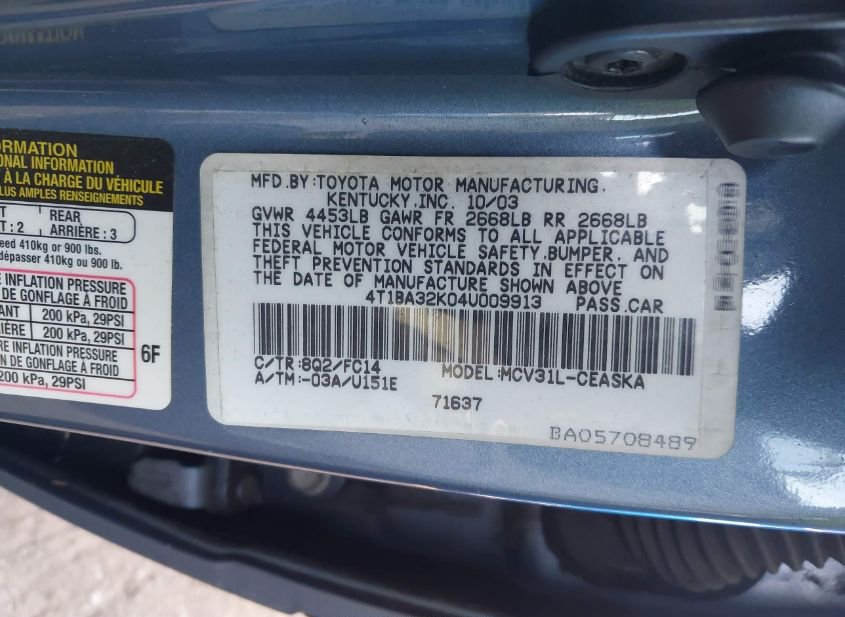 ORMATION
ONAL INFORMATION
À LA CHARGE DU VÉHICULE
PLUS AMPLES RENSEIGNEMENTS
REAR
: 2 ARRIÈRE : 3
eed 410kg or 900 lbs.
dépasser 410kg ou 900 lb.
E INFLATION PRESSURE
DE GONFLAGE À FROID
ANT 200 kPa, 29PSI
IÈRE 200 kPa, 29PSI
RE INFLATION PRESSURE
DE GONFLAGE À FROID
200 kPa, 29PSI
6F
MFD.BY:TOYOTA MOTOR MANUFACTURING,
KENTUCKY,INC. 10/03
GVWR 4453LB GAWR FR 2668LB RR 2668LB
THIS VEHICLE CONFORMS TO ALL APPLICABLE
FEDERAL MOTOR VEHICLE SAFETY,BUMPER, AND
THEFT PREVENTION STANDARDS IN EFFECT ON
THE DATE OF MANUFACTURE SHOWN ABOVE
4T1BA32K04U009913 PASS.CAR
C/TR:8Q2/FC14 MODEL:MCV31L-CEASKA
A/TM:-03A/U151E
71637
BA05708489